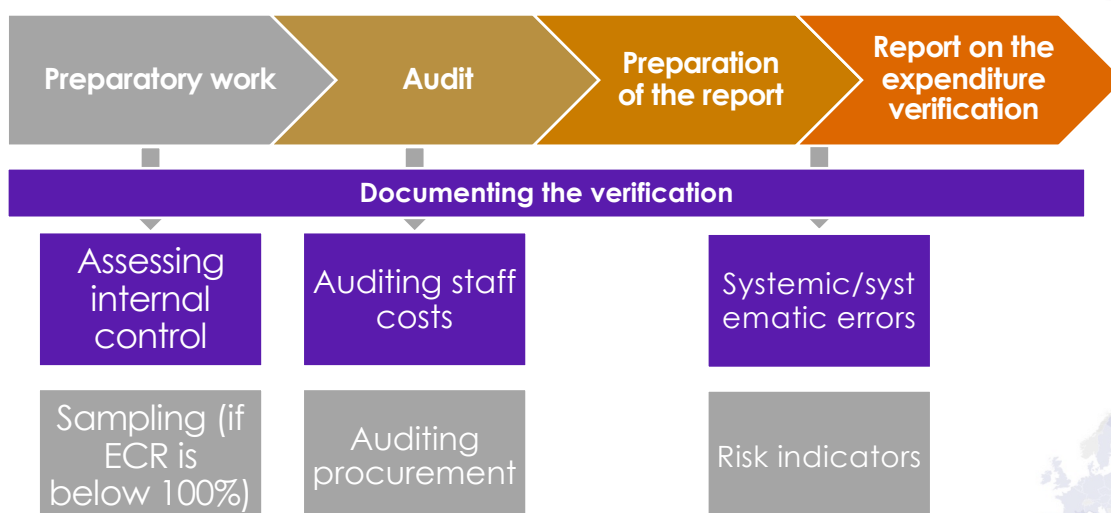 Preparatory work
Audit
Preparation
of the report
Report on the
expenditure
verification
Documenting the verification
Assessing
internal
control
Auditing staff
costs
Systemic/syst
ematic errors
Sampling (if
ECR is
below 100%)
Auditing
procurement
Risk indicators